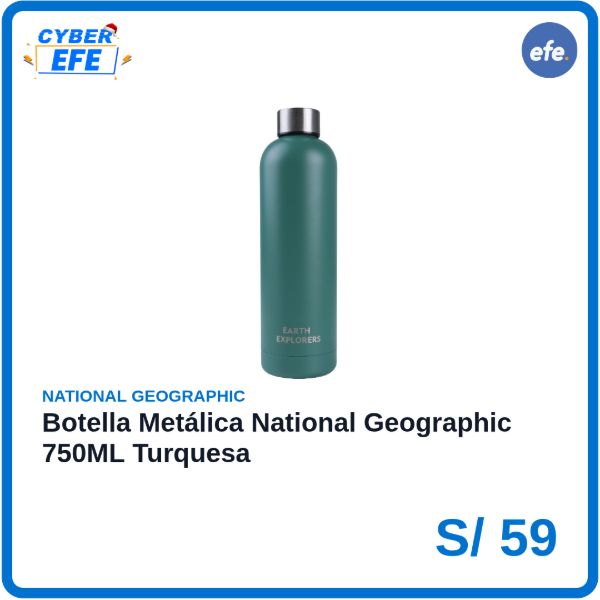 CYBER
EFE
efe.
EARTH
EXPLORERS
NATIONAL GEOGRAPHIC
Botella Metálica National Geographic
750ML Turquesa
S/ 59